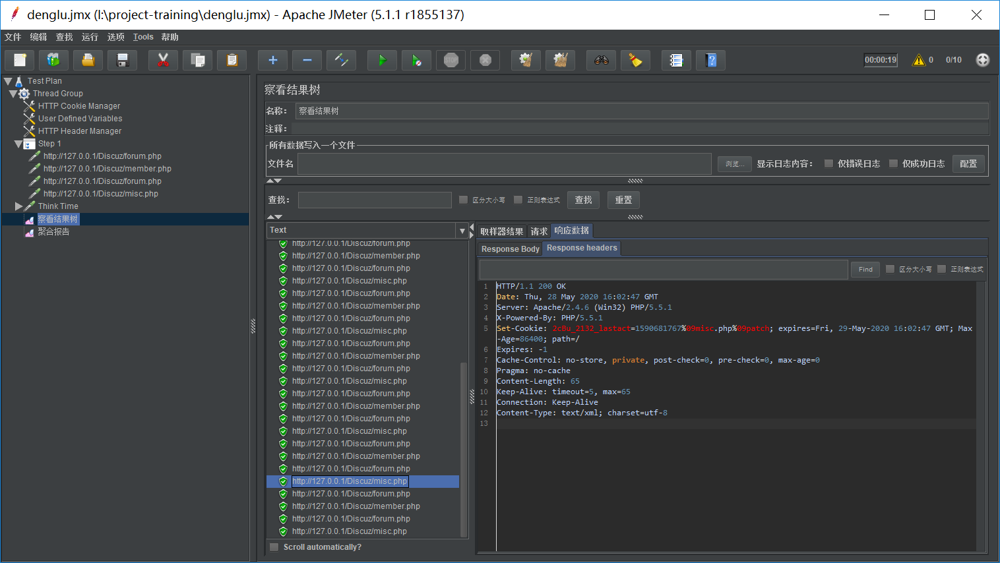 denglu.jmx (l:\project-training\denglu.jmx) - Apache JMeter (5.1.1 r1855137)
文件 编辑 查找 运行 选项 Tools 帮助
STOP 00:00:19 0 0/10
Test Plan
Thread Group
HTTP Cookie Manager
User Defined Variables
HTTP Header Manager
Step 1
http://127.0.0.1/Discuz/forum.php
http://127.0.0.1/Discuz/member.php
http://127.0.0.1/Discuz/forum.php
http://127.0.0.1/Discuz/misc.php
Think Time
察看结果树
聚合报告
察看结果树
名称： 察看结果树
注释：
所有数据写入一个文件
文件名 浏览... 显示日志内容： 仅错误日志 仅成功日志 配置
查找： 区分大小写 正则表达式 查找 重置
Text
http://127.0.0.1/Discuz/forum.php
http://127.0.0.1/Discuz/member.php
http://127.0.0.1/Discuz/forum.php
http://127.0.0.1/Discuz/misc.php
http://127.0.0.1/Discuz/forum.php
http://127.0.0.1/Discuz/member.php
http://127.0.0.1/Discuz/forum.php
http://127.0.0.1/Discuz/misc.php
http://127.0.0.1/Discuz/forum.php
http://127.0.0.1/Discuz/member.php
http://127.0.0.1/Discuz/forum.php
http://127.0.0.1/Discuz/misc.php
http://127.0.0.1/Discuz/forum.php
http://127.0.0.1/Discuz/member.php
http://127.0.0.1/Discuz/forum.php
http://127.0.0.1/Discuz/misc.php
http://127.0.0.1/Discuz/forum.php
http://127.0.0.1/Discuz/member.php
http://127.0.0.1/Discuz/forum.php
http://127.0.0.1/Discuz/misc.php
http://127.0.0.1/Discuz/forum.php
http://127.0.0.1/Discuz/member.php
http://127.0.0.1/Discuz/forum.php
http://127.0.0.1/Discuz/misc.php
Scroll automatically?
取样器结果 请求 响应数据
Response Body Response headers
Find 区分大小写 正则表达式
1 HTTP/1.1 200 OK
2 Date: Thu, 28 May 2020 16:02:47 GMT
3 Server: Apache/2.4.6 (Win32) PHP/5.5.1
4 X-Powered-By: PHP/5.5.1
5 Set-Cookie: 2cBu_2132_lastact=1590681767%09misc.php%09patch; expires=Fri, 29-May-2020 16:02:47 GMT; Max
-Age=86400; path=/
6 Expires: -1
7 Cache-Control: no-store, private, post-check=0, pre-check=0, max-age=0
8 Pragma: no-cache
9 Content-Length: 65
10 Keep-Alive: timeout=5, max=65
11 Connection: Keep-Alive
12 Content-Type: text/xml; charset=utf-8
13